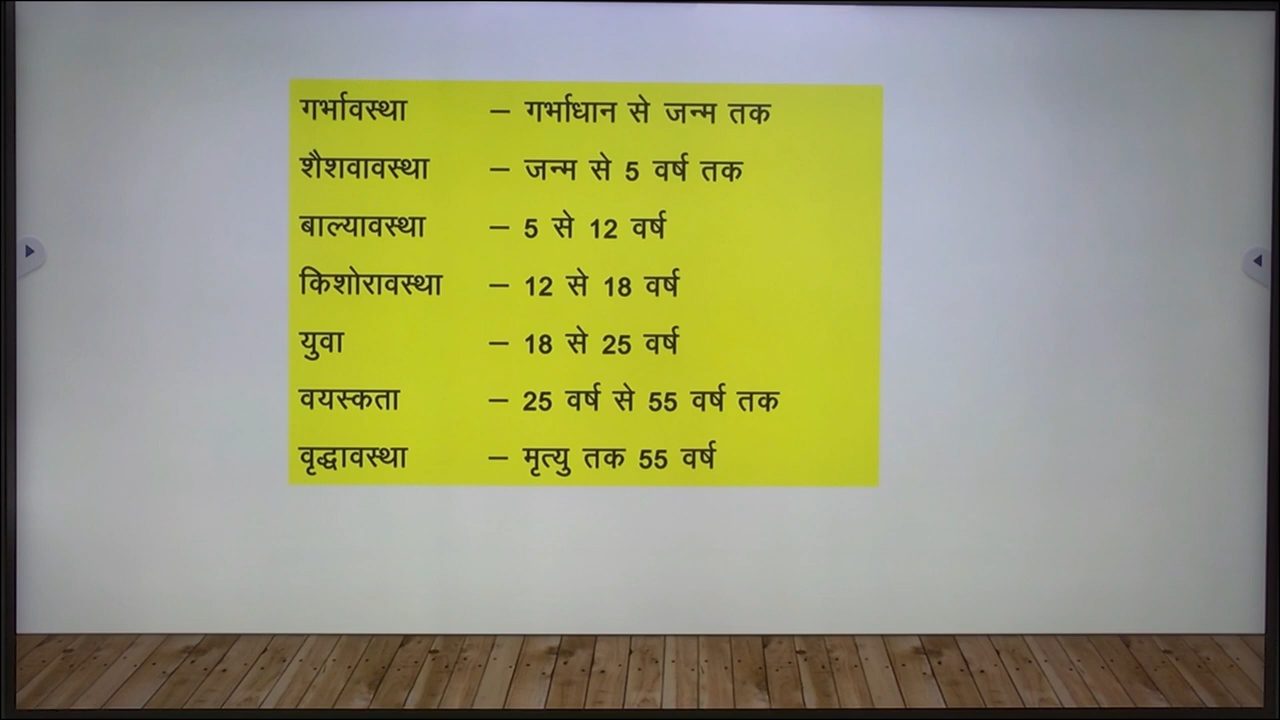 गर्भावस्था – गर्भाधान से जन्म तक
शैशवावस्था – जन्म से 5 वर्ष तक
बाल्यावस्था – 5 से 12 वर्ष
किशोरावस्था – 12 से 18 वर्ष
युवा – 18 से 25 वर्ष
वयस्कता – 25 वर्ष से 55 वर्ष तक
वृद्धावस्था – मृत्यु तक 55 वर्ष